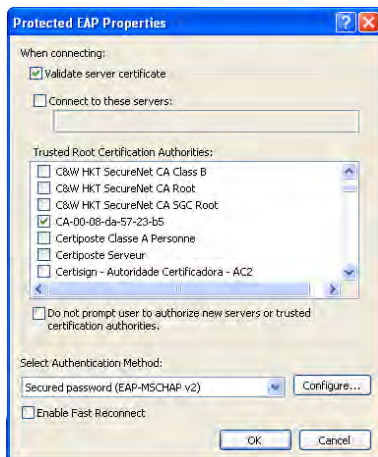 Protected EAP Properties
When connecting:
Validate server certificate
Connect to these servers:
Trusted Root Certification Authorities:
C&W HKT SecureNet CA Class B
C&W HKT SecureNet CA Root
C&W HKT SecureNet CA SGC Root
CA-00-08-da-57-23-b5
Certiposte Classe A Personne
Certiposte Serveur
Certisign - Autoridade Certificadora - AC2
Do not prompt user to authorize new servers or trusted
certification authorities.
Select Authentication Method:
Secured password (EAP-MSCHAP v2)
Configure...
Enable Fast Reconnect
OK
Cancel